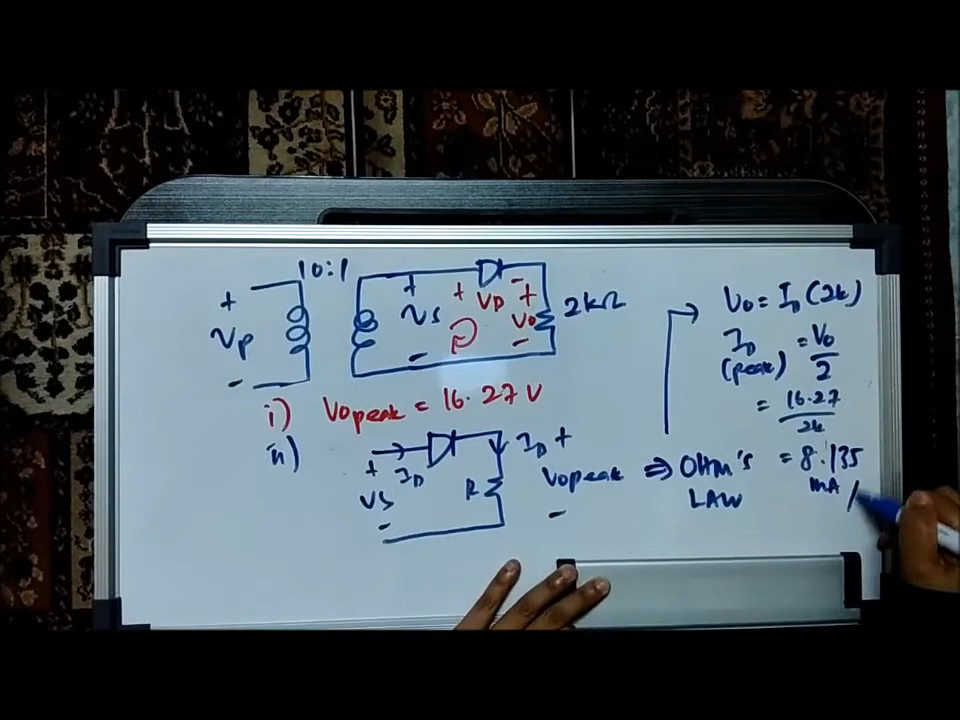 10:1
+ Vp -
+ Vs -
+ VD -
+ Vo -
2kΩ
i) Vopeak = 16.27 V
ii)
+ Vs -
ID
R
ID
+ Vopeak -
⇒ OHM's
LAW
Vo = ID (2k)
ID (peak) = Vo / 2
= 16.27 / 2k
= 8.135
mA